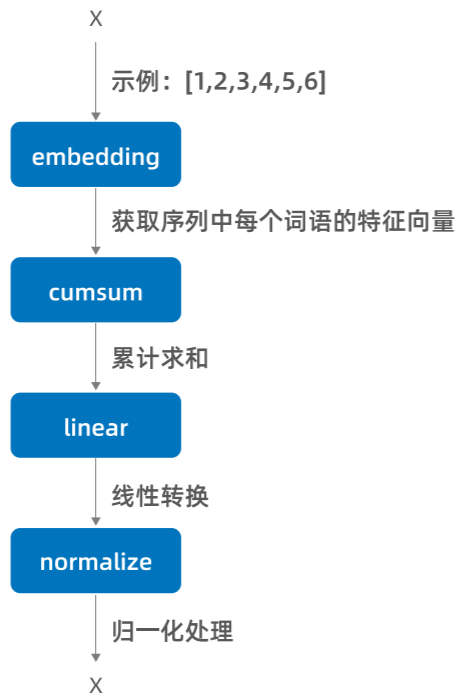 X
示例：[1,2,3,4,5,6]
embedding
获取序列中每个词语的特征向量
cumsum
累计求和
linear
线性转换
normalize
归一化处理
X